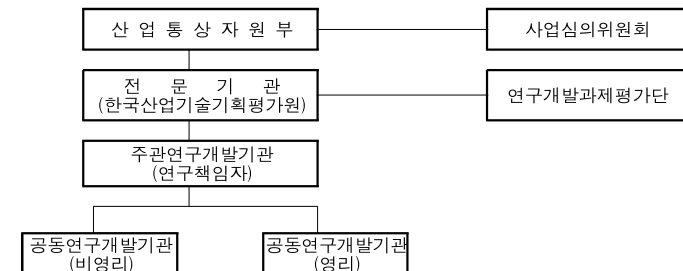 산 업 통 상 자 원 부
사업심의위원회
전 문 기 관
(한국산업기술기획평가원)
연구개발과제평가단
주관연구개발기관
(연구책임자)
공동연구개발기관
(비영리)
공동연구개발기관
(영리)